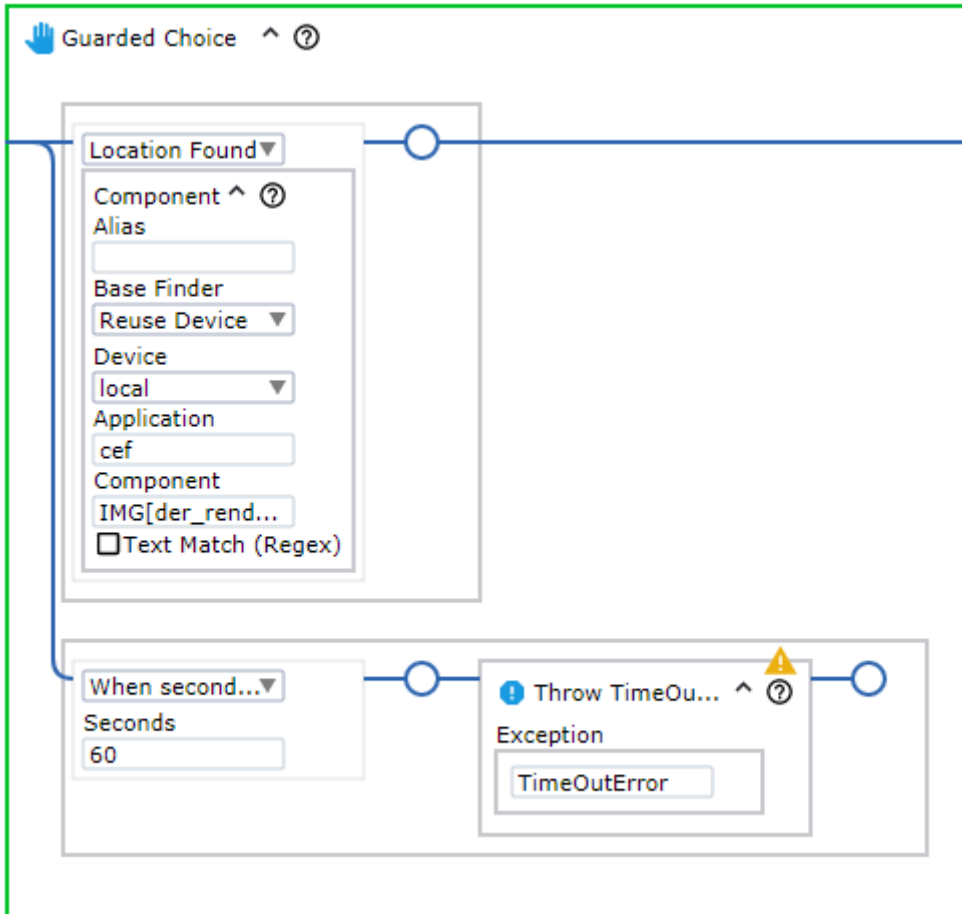 Guarded Choice
Location Found
Component
Alias
Base Finder
Reuse Device
Device
local
Application
cef
Component
IMG[der_rend...
Text Match (Regex)
When second...
Seconds
60
Throw TimeOu...
Exception
TimeOutError